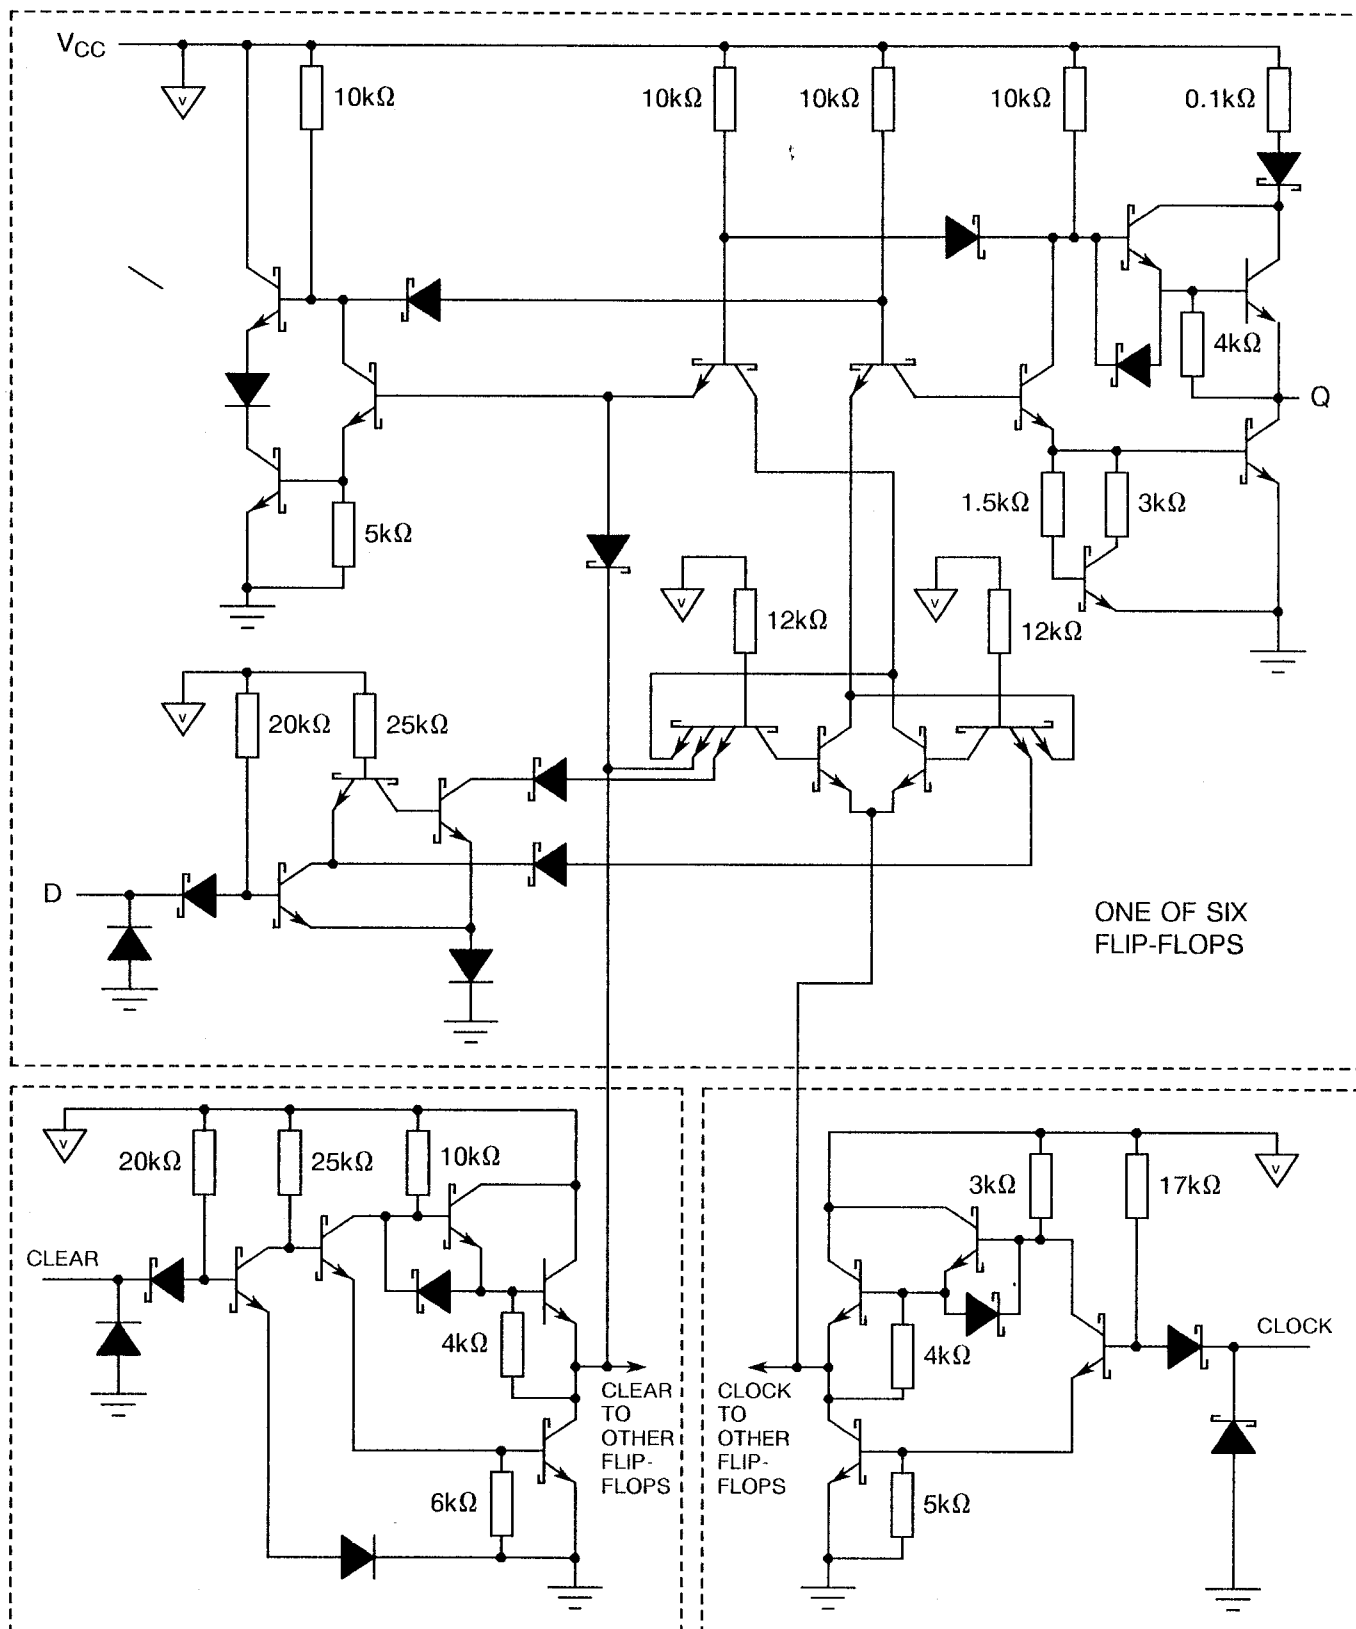 V_CC
10kΩ
10kΩ
10kΩ
10kΩ
0.1kΩ
v
4kΩ
Q
1.5kΩ
3kΩ
5kΩ
v
12kΩ
v
12kΩ
v
20kΩ
25kΩ
D
ONE OF SIX
FLIP-FLOPS
v
20kΩ
25kΩ
10kΩ
CLEAR
4kΩ
CLEAR
TO
OTHER
FLIP-
FLOPS
6kΩ
3kΩ
17kΩ
v
CLOCK
4kΩ
CLOCK
TO
OTHER
FLIP-
FLOPS
5kΩ